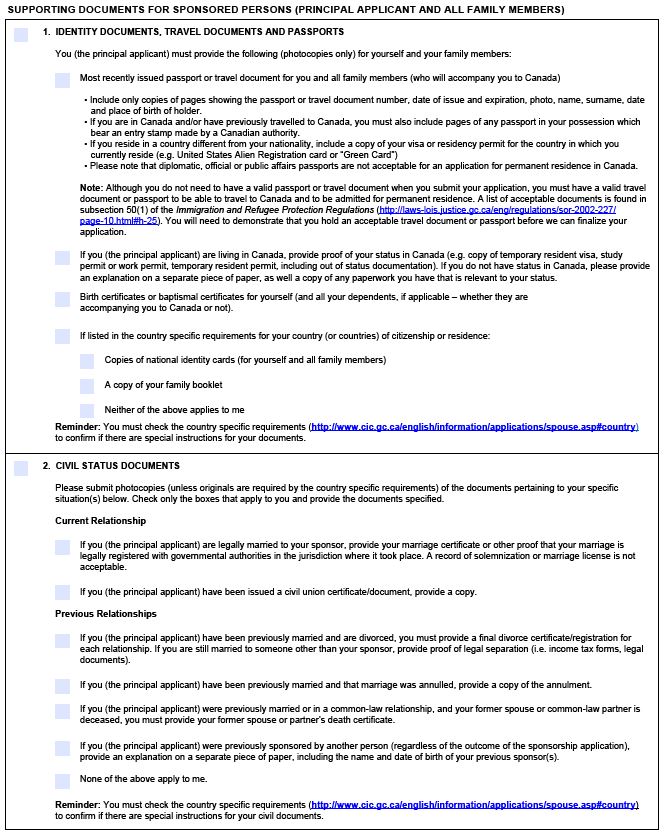 SUPPORTING DOCUMENTS FOR SPONSORED PERSONS (PRINCIPAL APPLICANT AND ALL FAMILY MEMBERS)
1. IDENTITY DOCUMENTS, TRAVEL DOCUMENTS AND PASSPORTS
You (the principal applicant) must provide the following (photocopies only) for yourself and your family members:
Most recently issued passport or travel document for you and all family members (who will accompany you to Canada)
• Include only copies of pages showing the passport or travel document number, date of issue and expiration, photo, name, surname, date
and place of birth of holder.
• If you are in Canada and/or have previously travelled to Canada, you must also include pages of any passport in your possession which
bear an entry stamp made by a Canadian authority.
• If you reside in a country different from your nationality, include a copy of your visa or residency permit for the country in which you
currently reside (e.g. United States Alien Registration card or "Green Card")
• Please note that diplomatic, official or public affairs passports are not acceptable for an application for permanent residence in Canada.
Note: Although you do not need to have a valid passport or travel document when you submit your application, you must have a valid travel
document or passport to be able to travel to Canada and to be admitted for permanent residence. A list of acceptable documents is found in
subsection 50(1) of the Immigration and Refugee Protection Regulations (http://laws-lois.justice.gc.ca/eng/regulations/sor-2002-227/
page-10.html#h-25). You will need to demonstrate that you hold an acceptable travel document or passport before we can finalize your
application.
If you (the principal applicant) are living in Canada, provide proof of your status in Canada (e.g. copy of temporary resident visa, study
permit or work permit, temporary resident permit, including out of status documentation). If you do not have status in Canada, please provide
an explanation on a separate piece of paper, as well a copy of any paperwork you have that is relevant to your status.
Birth certificates or baptismal certificates for yourself (and all your dependents, if applicable – whether they are
accompanying you to Canada or not).
If listed in the country specific requirements for your country (or countries) of citizenship or residence:
Copies of national identity cards (for yourself and all family members)
A copy of your family booklet
Neither of the above applies to me
Reminder: You must check the country specific requirements (http://www.cic.gc.ca/english/information/applications/spouse.asp#country)
to confirm if there are special instructions for your documents.
2. CIVIL STATUS DOCUMENTS
Please submit photocopies (unless originals are required by the country specific requirements) of the documents pertaining to your specific
situation(s) below. Check only the boxes that apply to you and provide the documents specified.
Current Relationship
If you (the principal applicant) are legally married to your sponsor, provide your marriage certificate or other proof that your marriage is
legally registered with governmental authorities in the jurisdiction where it took place. A record of solemnization or marriage license is not
acceptable.
If you (the principal applicant) have been issued a civil union certificate/document, provide a copy.
Previous Relationships
If you (the principal applicant) have been previously married and are divorced, you must provide a final divorce certificate/registration for
each relationship. If you are still married to someone other than your sponsor, provide proof of legal separation (i.e. income tax forms, legal
documents).
If you (the principal applicant) have been previously married and that marriage was annulled, provide a copy of the annulment.
If you (the principal applicant) were previously married or in a common-law relationship, and your former spouse or common-law partner is
deceased, you must provide your former spouse or partner's death certificate.
If you (the principal applicant) were previously sponsored by another person (regardless of the outcome of the sponsorship application),
provide an explanation on a separate piece of paper, including the name and date of birth of your previous sponsor(s).
None of the above apply to me.
Reminder: You must check the country specific requirements (http://www.cic.gc.ca/english/information/applications/spouse.asp#country)
to confirm if there are special instructions for your civil documents.